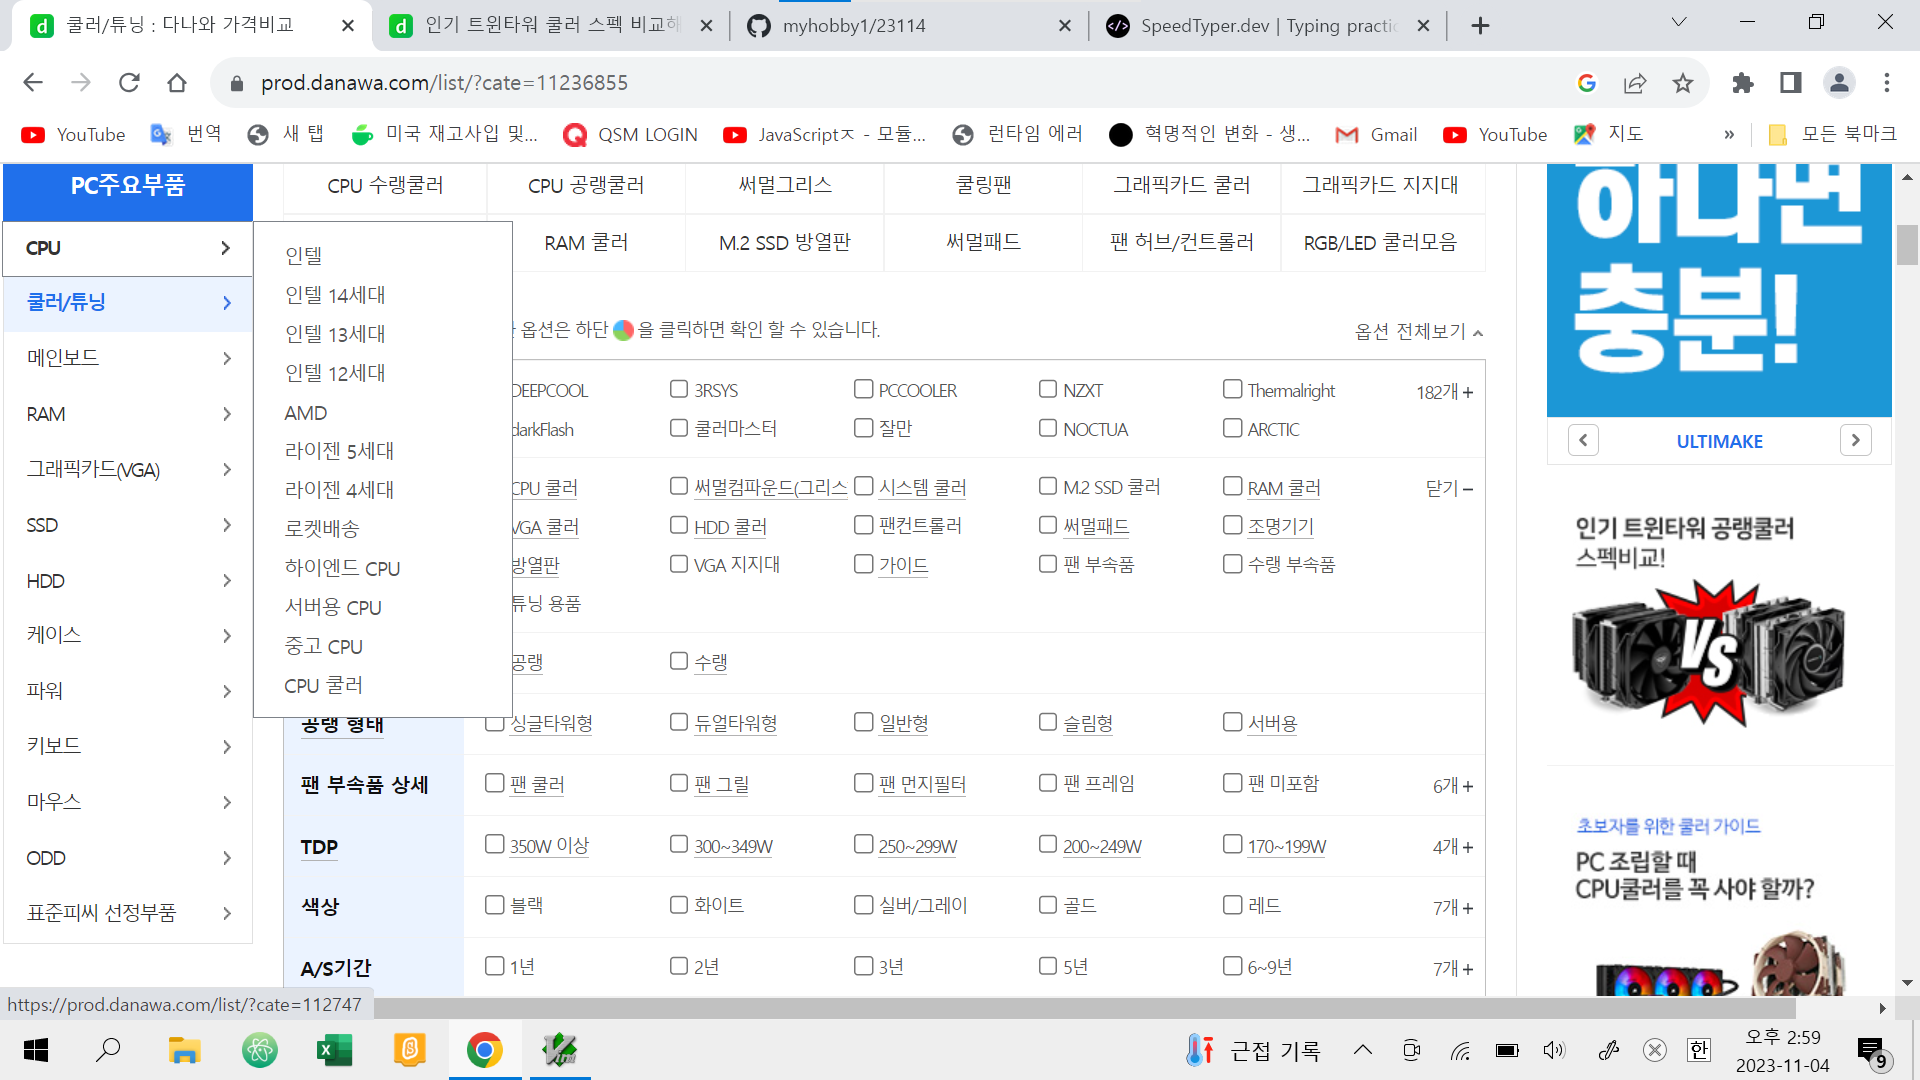 쿨러/튜닝 : 다나와 가격비교
인기 트윈타워 쿨러 스펙 비교해
myhobby1/23114
SpeedTyper.dev | Typing practic
prod.danawa.com/list/?cate=11236855
YouTube
번역
새 탭
미국 재고사입 및...
QSM LOGIN
JavaScriptㅈ - 모듈...
런타임 에러
혁명적인 변화 - 생...
Gmail
YouTube
지도
»
모든 북마크
PC주요부품
CPU
쿨러/튜닝
메인보드
RAM
그래픽카드(VGA)
SSD
HDD
케이스
파워
키보드
마우스
ODD
표준피씨 선정부품
인텔
인텔 14세대
인텔 13세대
인텔 12세대
AMD
라이젠 5세대
라이젠 4세대
로켓배송
하이엔드 CPU
서버용 CPU
중고 CPU
CPU 쿨러
CPU 수랭쿨러 CPU 공랭쿨러 써멀그리스 쿨링팬 그래픽카드 쿨러 그래픽카드 지지대
RAM 쿨러 M.2 SSD 방열판 써멀패드 팬 허브/컨트롤러 RGB/LED 쿨러모음
옵션은 하단 을 클릭하면 확인 할 수 있습니다.
옵션 전체보기
DEEPCOOL 3RSYS PCCOOLER NZXT Thermalright 182개 +
darkFlash 쿨러마스터 잘만 NOCTUA ARCTIC
CPU 쿨러 써멀컴파운드(그리스 시스템 쿨러 M.2 SSD 쿨러 RAM 쿨러 닫기 −
VGA 쿨러 HDD 쿨러 팬컨트롤러 써멀패드 조명기기
방열판 VGA 지지대 가이드 팬 부속품 수랭 부속품
튜닝 용품
공랭 수랭
공랭 형태 싱글타워형 듀얼타워형 일반형 슬림형 서버용
팬 부속품 상세 팬 쿨러 팬 그릴 팬 먼지필터 팬 프레임 팬 미포함 6개 +
TDP 350W 이상 300~349W 250~299W 200~249W 170~199W 4개 +
색상 블랙 화이트 실버/그레이 골드 레드 7개 +
A/S기간 1년 2년 3년 5년 6~9년 7개 +
하나면
충분!
ULTIMAKE
인기 트윈타워 공랭쿨러
스펙비교!
VS
초보자를 위한 쿨러 가이드
PC 조립할 때
CPU쿨러를 꼭 사야 할까?
https://prod.danawa.com/list/?cate=112747
근접 기록
한
오후 2:59
2023-11-04
9